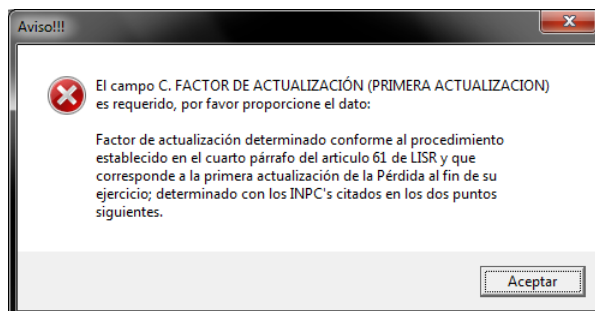 Aviso!!!
El campo C. FACTOR DE ACTUALIZACIÓN (PRIMERA ACTUALIZACION)
es requerido, por favor proporcione el dato:
Factor de actualización determinado conforme al procedimiento
establecido en el cuarto párrafo del articulo 61 de LISR y que
corresponde a la primera actualización de la Pérdida al fin de su
ejercicio; determinado con los INPC's citados en los dos puntos
siguientes.
Aceptar